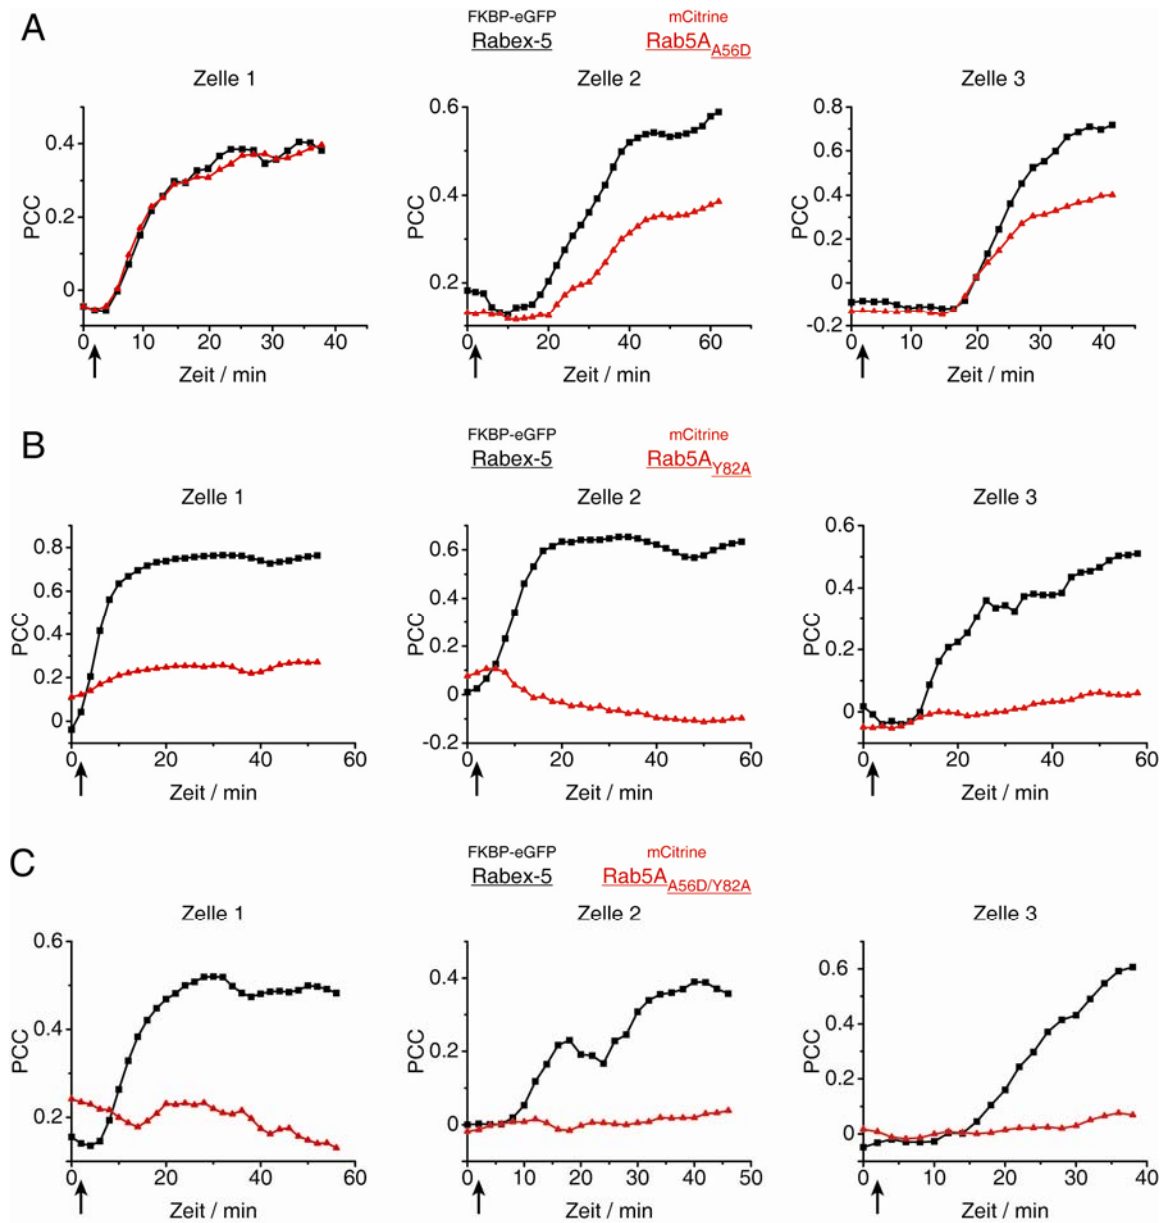 A
FKBP-eGFP mCitrine
Rabex-5 Rab5A A56D
Zelle 1 Zelle 2 Zelle 3
PCC
0.4
0.2
0
0 10 20 30 40
Zeit / min
PCC
0.6
0.4
0.2
0 20 40 60
Zeit / min
PCC
0.8
0.6
0.4
0.2
0
-0.2
0 10 20 30 40
Zeit / min
B
FKBP-eGFP mCitrine
Rabex-5 Rab5A Y82A
Zelle 1 Zelle 2 Zelle 3
PCC
0.8
0.6
0.4
0.2
0
0 20 40 60
Zeit / min
PCC
0.6
0.4
0.2
0
-0.2
0 20 40 60
Zeit / min
PCC
0.6
0.4
0.2
0
0 20 40 60
Zeit / min
C
FKBP-eGFP mCitrine
Rabex-5 Rab5A A56D/Y82A
Zelle 1 Zelle 2 Zelle 3
PCC
0.6
0.4
0.2
0 20 40 60
Zeit / min
PCC
0.4
0.2
0
0 10 20 30 40 50
Zeit / min
PCC
0.6
0.4
0.2
0
0 10 20 30 40
Zeit / min